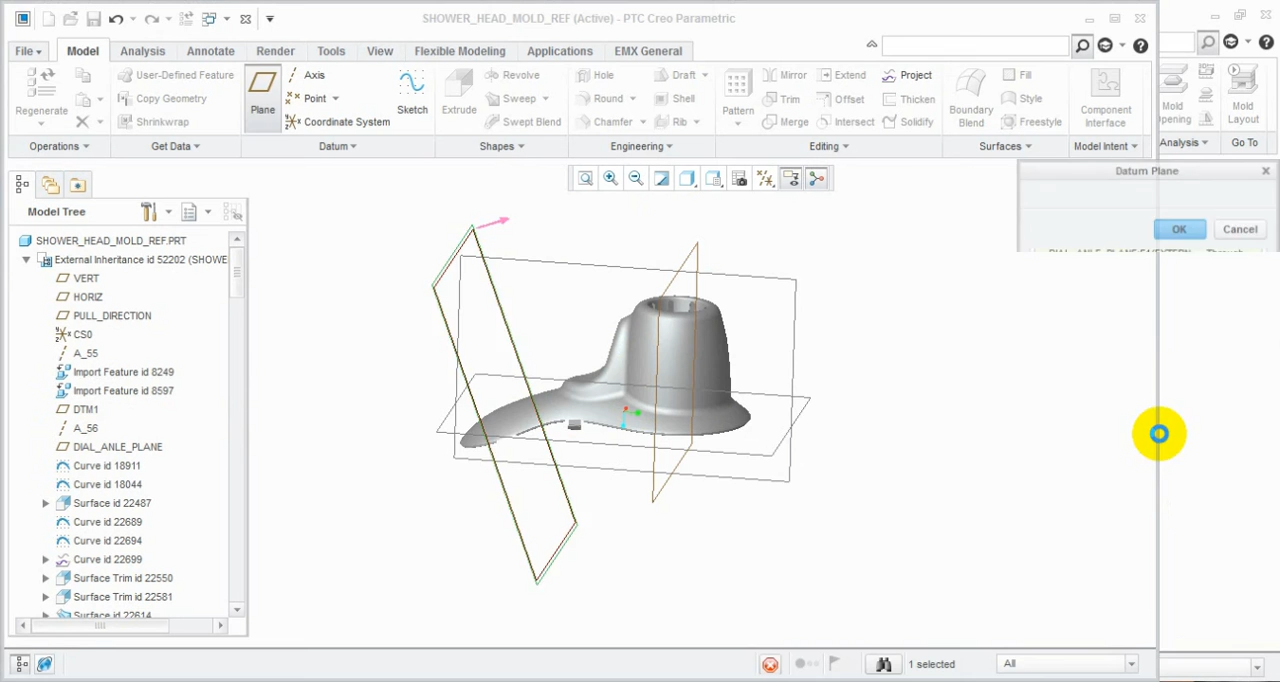 SHOWER_HEAD_MOLD_REF (Active) - PTC Creo Parametric
File Model Analysis Annotate Render Tools View Flexible Modeling Applications EMX General
Regenerate
User-Defined Feature
Copy Geometry
Shrinkwrap
Plane
Axis
Point
Coordinate System
Sketch
Extrude
Revolve
Sweep
Swept Blend
Hole
Round
Chamfer
Draft
Shell
Rib
Pattern
Mirror
Trim
Merge
Extend
Offset
Intersect
Project
Thicken
Solidify
Boundary
Blend
Fill
Style
Freestyle
Component
Interface
Mold
Opening
Mold
Layout
Operations Get Data Datum Shapes Engineering Editing Surfaces Model Intent Analysis Go To
Datum Plane
OK Cancel
Model Tree
SHOWER_HEAD_MOLD_REF.PRT
External Inheritance id 52202 (SHOWE
VERT
HORIZ
PULL_DIRECTION
CS0
A_55
Import Feature id 8249
Import Feature id 8597
DTM1
A_56
DIAL_ANLE_PLANE
Curve id 18911
Curve id 18044
Surface id 22487
Curve id 22689
Curve id 22694
Curve id 22699
Surface Trim id 22550
Surface Trim id 22581
Surface id 22614
1 selected
All